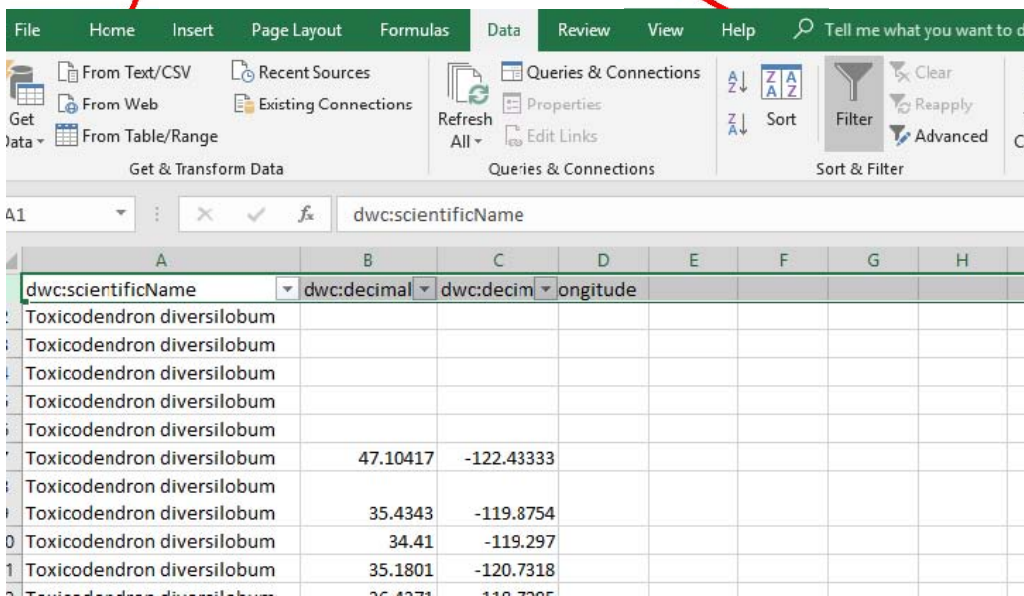 File Home Insert Page Layout Formulas Data Review View Help Tell me what you want to d
From Text/CSV Recent Sources Queries & Connections Clear
From Web Existing Connections Properties Reapply
Get Refresh Sort Filter
Data From Table/Range All Edit Links Advanced
Get & Transform Data Queries & Connections Sort & Filter
A1 fx dwc:scientificName
A B C D E F G H
dwc:scientificName dwc:decimal dwc:decim ongitude
Toxicodendron diversilobum
Toxicodendron diversilobum
Toxicodendron diversilobum
Toxicodendron diversilobum
Toxicodendron diversilobum
Toxicodendron diversilobum 47.10417 -122.43333
Toxicodendron diversilobum
Toxicodendron diversilobum 35.4343 -119.8754
0 Toxicodendron diversilobum 34.41 -119.297
1 Toxicodendron diversilobum 35.1801 -120.7318